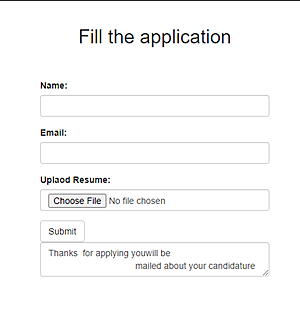 Fill the application
Name:
Email:
Uplaod Resume:
Choose File No file chosen
Submit
Thanks  for applying youwill be
mailed about your candidature